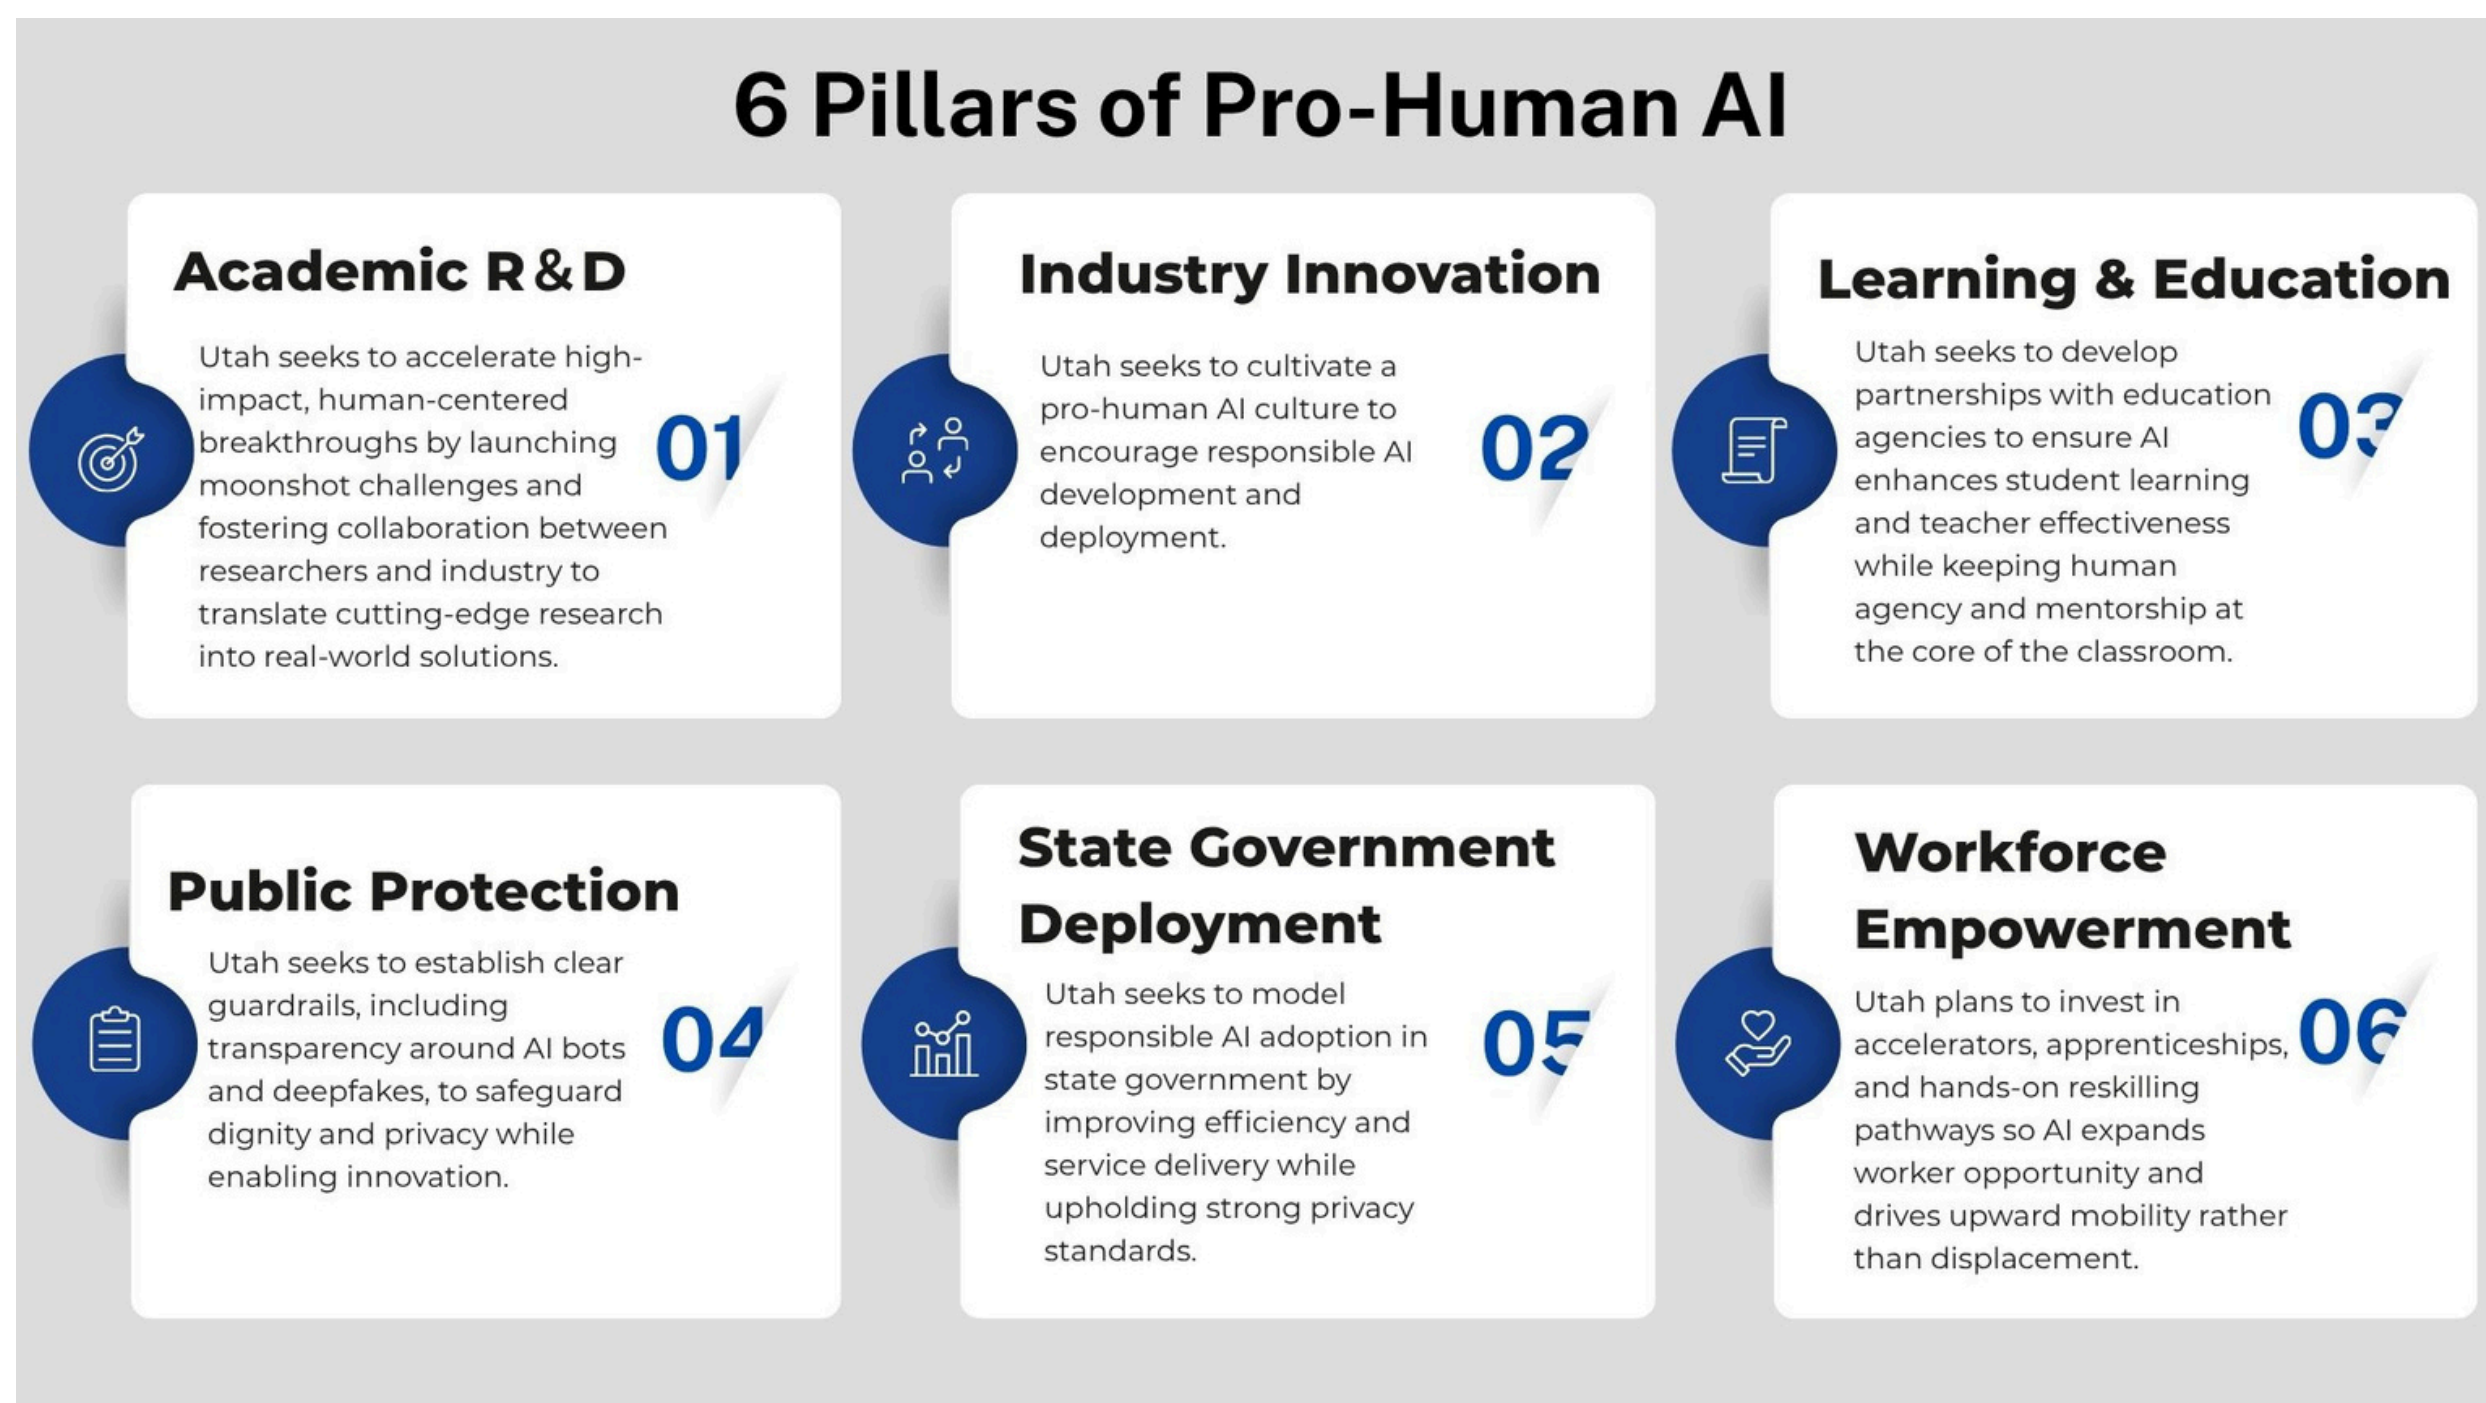 6 Pillars of Pro-Human AI
Academic R&D
Utah seeks to accelerate high-
impact, human-centered
breakthroughs by launching
moonshot challenges and
fostering collaboration between
researchers and industry to
translate cutting-edge research
into real-world solutions.
01
Industry Innovation
Utah seeks to cultivate a
pro-human AI culture to
encourage responsible AI
development and
deployment.
02
Learning & Education
Utah seeks to develop
partnerships with education
agencies to ensure AI
enhances student learning
and teacher effectiveness
while keeping human
agency and mentorship at
the core of the classroom.
03
Public Protection
Utah seeks to establish clear
guardrails, including
transparency around AI bots
and deepfakes, to safeguard
dignity and privacy while
enabling innovation.
04
State Government
Deployment
Utah seeks to model
responsible AI adoption in
state government by
improving efficiency and
service delivery while
upholding strong privacy
standards.
05
Workforce
Empowerment
Utah plans to invest in
accelerators, apprenticeships,
and hands-on reskilling
pathways so AI expands
worker opportunity and
drives upward mobility rather
than displacement.
06